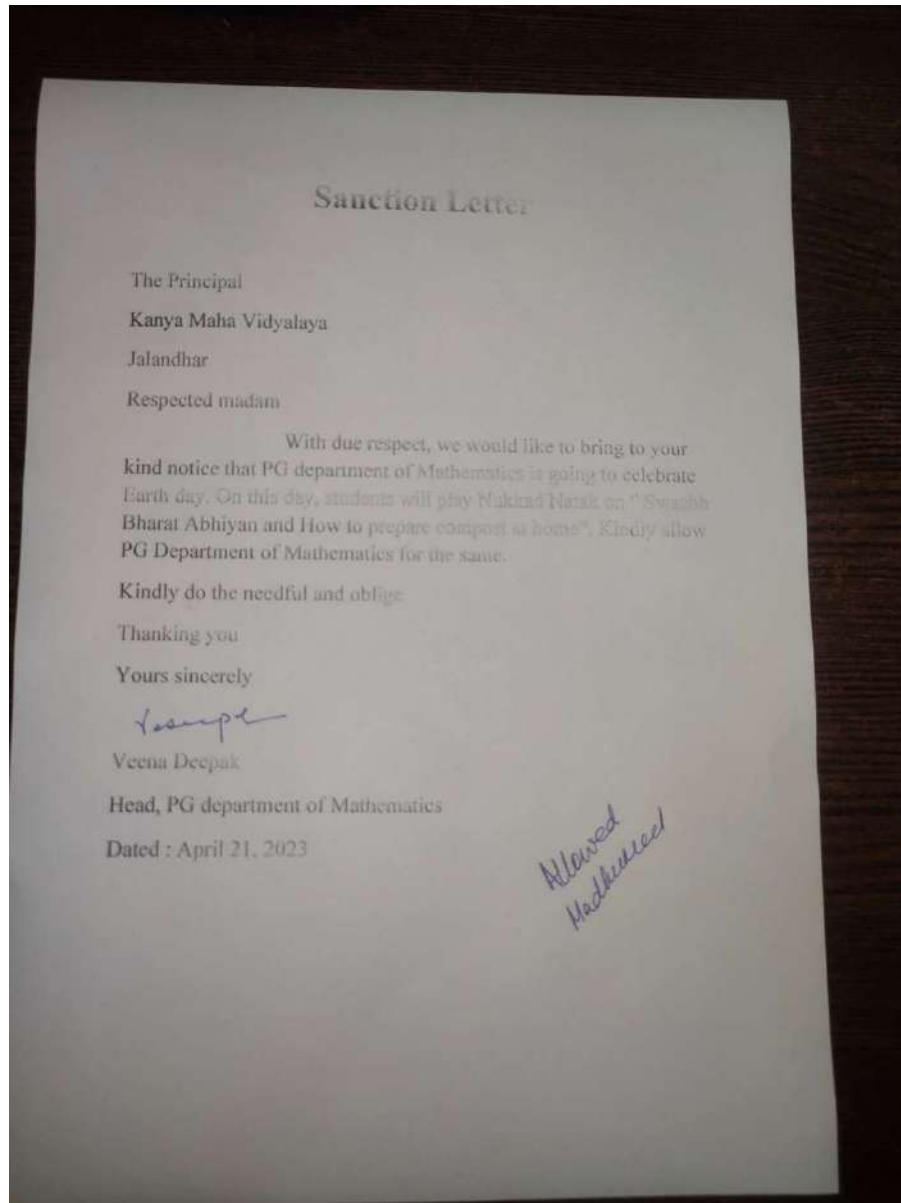 Sanction Letter
The Principal
Kanya Maha Vidyalaya
Jalandhar
Respected madam
With due respect, we would like to bring to your
kind notice that PG department of Mathematics is going to celebrate
Earth day. On this day, students will play Nukkad Natak on " Swachh
Bharat Abhiyan and How to prepare compost at home". Kindly allow
PG Department of Mathematics for the same.
Kindly do the needful and oblige
Thanking you
Yours sincerely
Veena Deepak
Head, PG department of Mathematics
Dated : April 21, 2023
Allowed